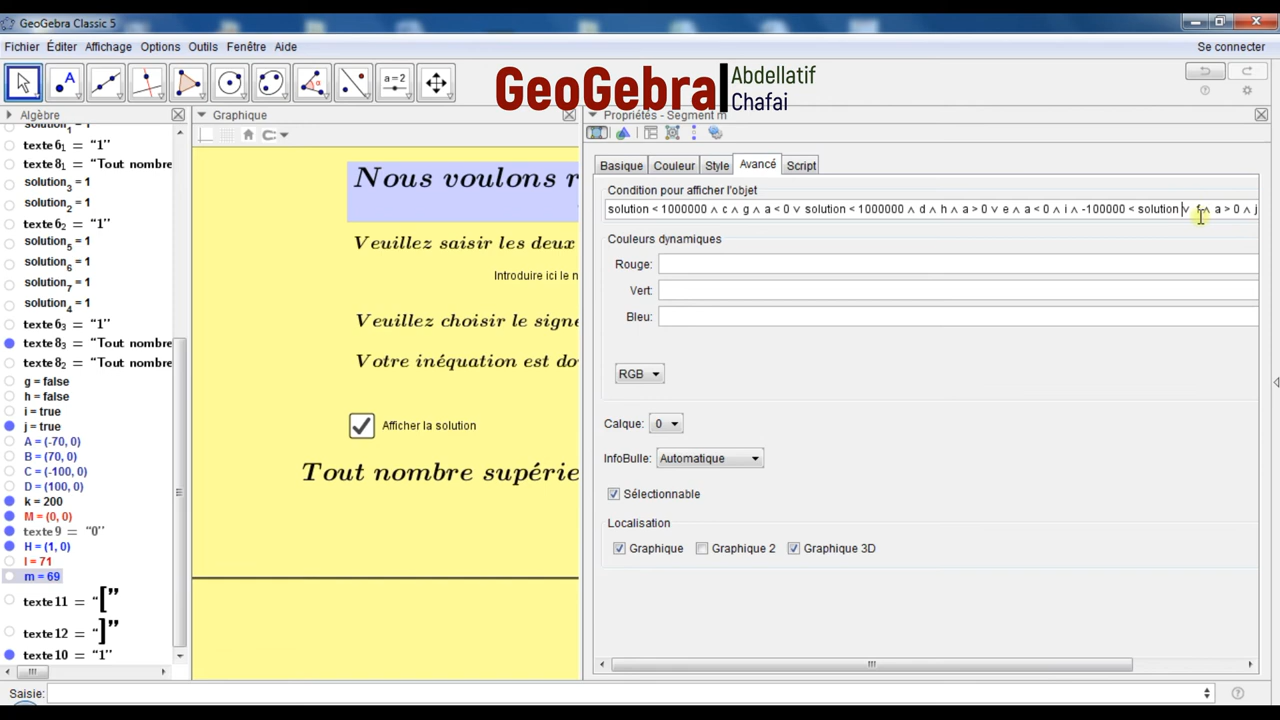 GeoGebra Classic 5
Fichier Éditer Affichage Options Outils Fenêtre Aide
Se connecter
GeoGebra
Abdellatif
Chafai
a=2
Algèbre
Graphique
Propriétés - Segment m
solution1 = 1
texte61 = “1”
texte81 = “Tout nombre
solution3 = 1
solution2 = 1
texte62 = “1”
solution5 = 1
solution6 = 1
solution7 = 1
solution4 = 1
texte63 = “1”
texte83 = “Tout nombre
texte82 = “Tout nombre
g = false
h = false
i = true
j = true
A = (-70, 0)
B = (70, 0)
C = (-100, 0)
D = (100, 0)
k = 200
M = (0, 0)
texte9 = “0”
H = (1, 0)
l = 71
m = 69
texte11 = “[”
texte12 = “]”
texte10 = “1”
Nous voulons r
Veuillez saisir les deux
Introduire ici le n
Veuillez choisir le signe
Votre inéquation est do
Afficher la solution
Tout nombre supérie
Basique Couleur Style Avancé Script
Condition pour afficher l'objet
solution < 1000000 ∧ c ∧ g ∧ a < 0 ∨ solution < 1000000 ∧ d ∧ h ∧ a > 0 ∨ e ∧ a < 0 ∧ i ∧ -100000 < solution ∨ f ∧ a > 0 ∧ j
Couleurs dynamiques
Rouge:
Vert:
Bleu:
RGB
Calque: 0
InfoBulle: Automatique
Sélectionnable
Localisation
Graphique Graphique 2 Graphique 3D
Saisie: